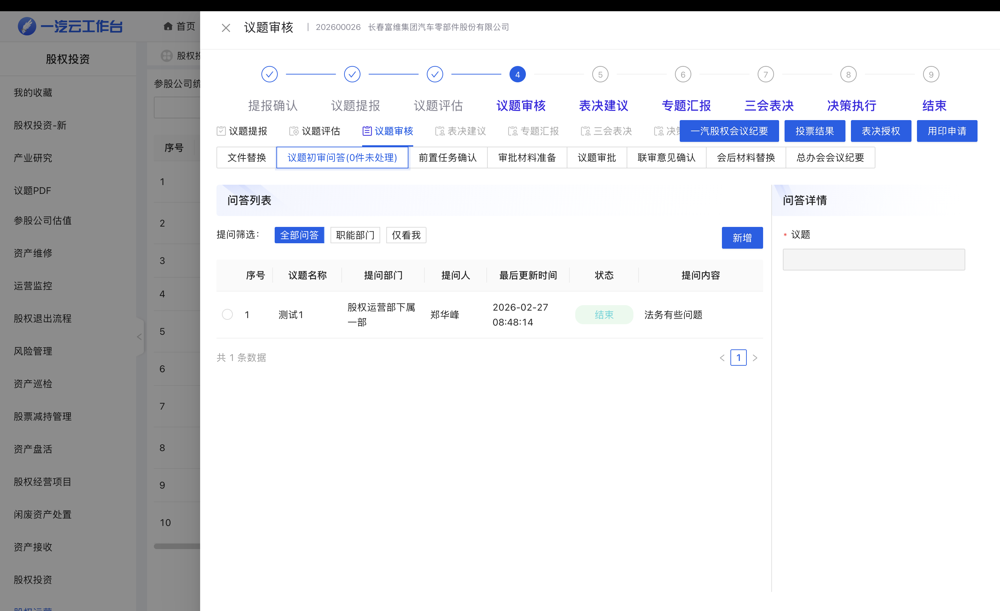 一汽云工作台
首页
股权投资
我的收藏
股权投资-新
产业研究
议题PDF
参股公司估值
资产维修
运营监控
股权退出流程
风险管理
资产巡检
股票减持管理
资产盘活
股权经营项目
闲废资产处置
资产接收
股权投资
股权运营
股权投
参股公司统
序号
1
2
3
4
5
6
7
8
9
10
议题审核 | 202600026 长春富维集团汽车零部件股份有限公司
4 5 6 7 8 9
提报确认 议题提报 议题评估 议题审核 表决建议 专题汇报 三会表决 决策执行 结束
议题提报 议题评估 议题审核 表决建议 专题汇报 三会表决 决策 一汽股权会议纪要 投票结果 表决授权 用印申请
文件替换 议题初审问答(0件未处理) 前置任务确认 审批材料准备 议题审批 联审意见确认 会后材料替换 总办会会议纪要
问答列表
提问筛选： 全部问答 职能部门 仅看我 新增
序号 议题名称 提问部门 提问人 最后更新时间 状态 提问内容
1 测试1 股权运营部下属一部 郑华峰 2026-02-27 08:48:14 结束 法务有些问题
共 1 条数据 < 1 >
问答详情
* 议题